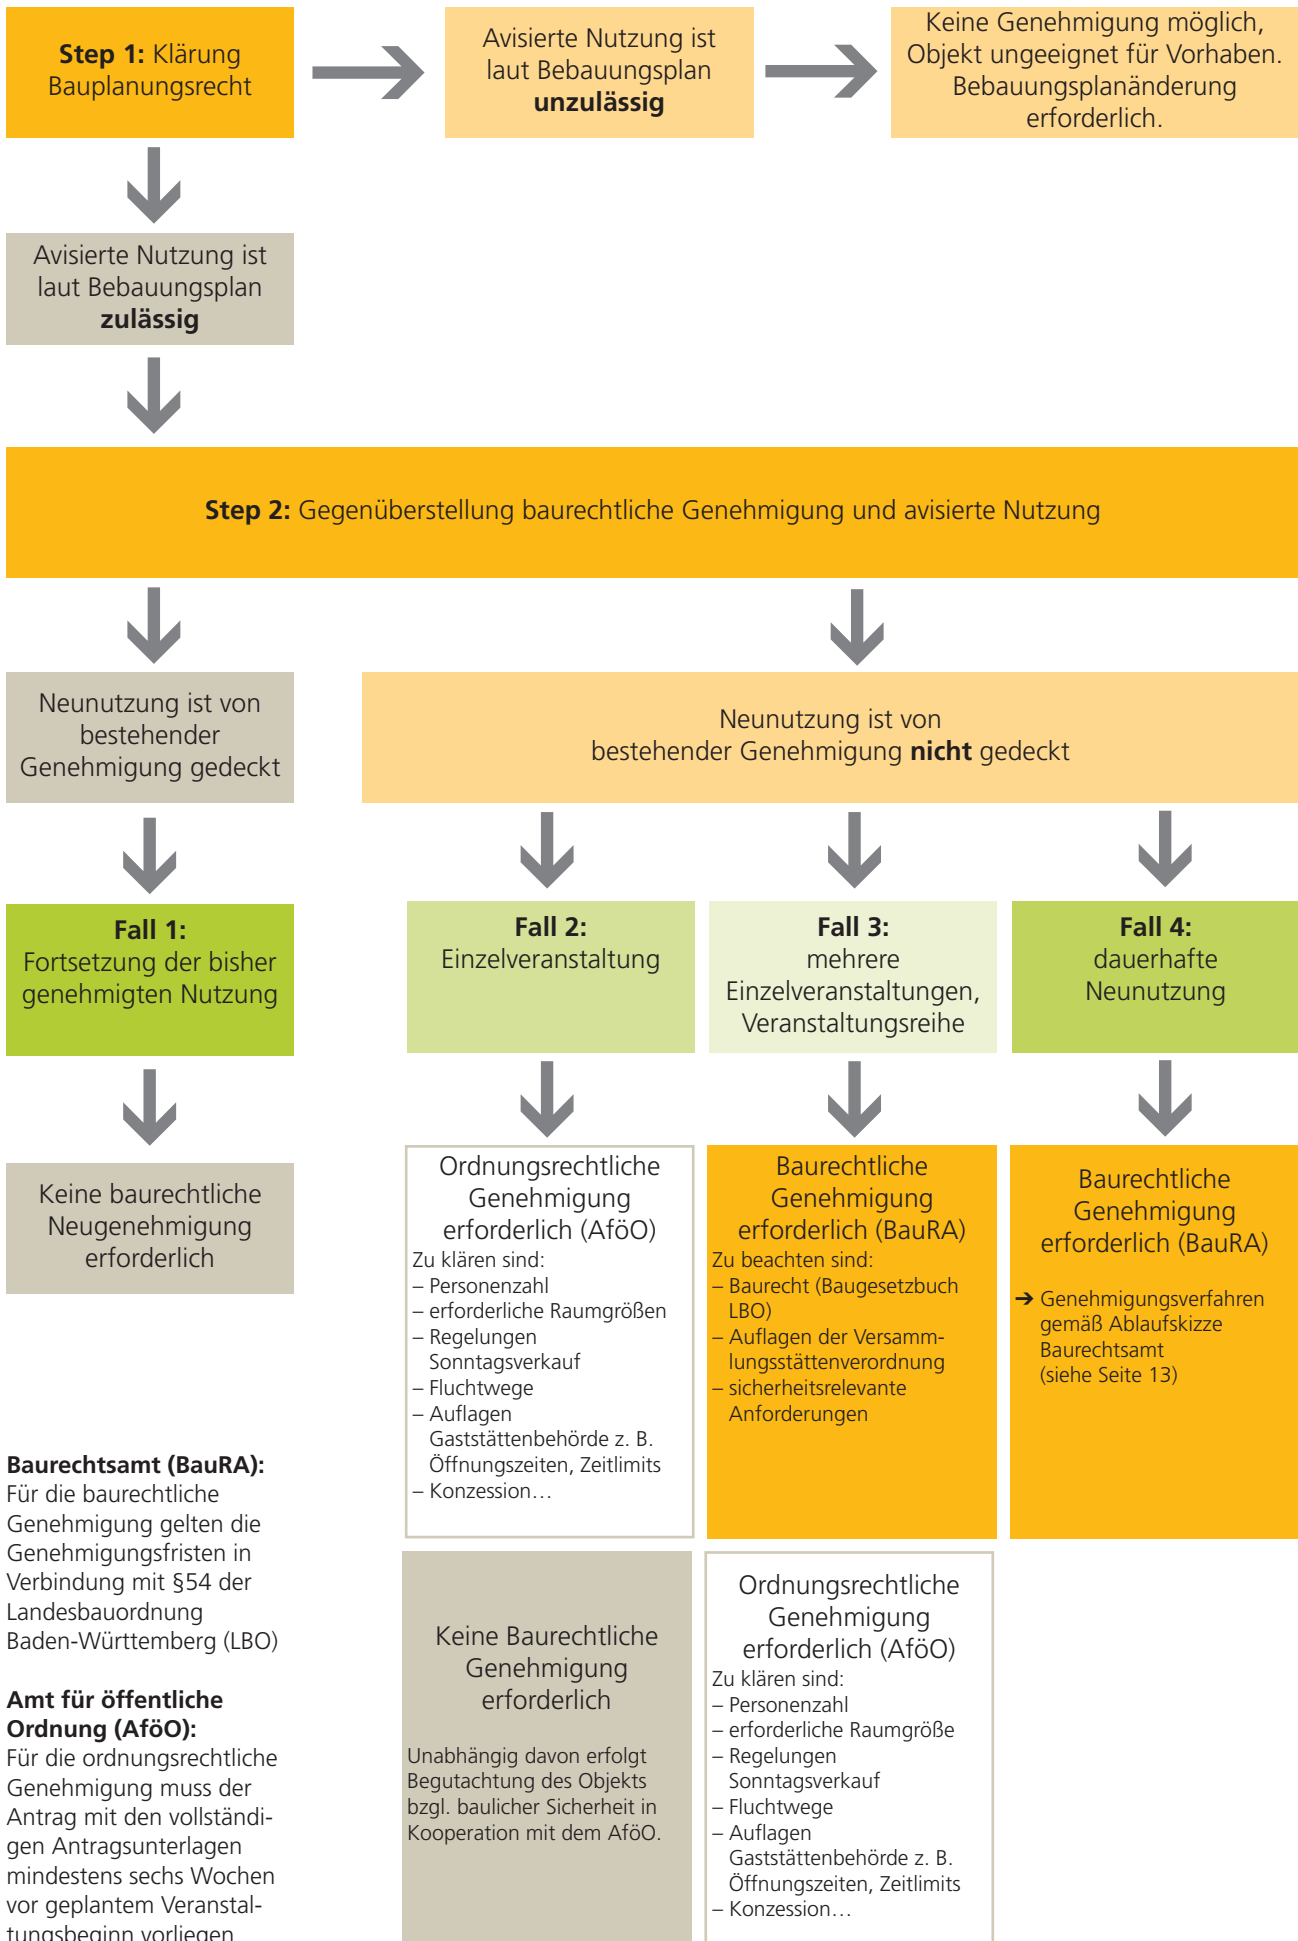 Step 1: Klärung
Bauplanungsrecht
Avisierte Nutzung ist
laut Bebauungsplan
unzulässig
Keine Genehmigung möglich,
Objekt ungeeignet für Vorhaben.
Bebauungsplanänderung
erforderlich.
Avisierte Nutzung ist
laut Bebauungsplan
zulässig
Step 2: Gegenüberstellung baurechtliche Genehmigung und avisierte Nutzung
Neunutzung ist von
bestehender
Genehmigung gedeckt
Neunutzung ist von
bestehender Genehmigung nicht gedeckt
Fall 1:
Fortsetzung der bisher
genehmigten Nutzung
Fall 2:
Einzelveranstaltung
Fall 3:
mehrere
Einzelveranstaltungen,
Veranstaltungsreihe
Fall 4:
dauerhafte
Neunutzung
Keine baurechtliche
Neugenehmigung
erforderlich
Ordnungsrechtliche
Genehmigung
erforderlich (AföO)
Zu klären sind:
– Personenzahl
– erforderliche Raumgrößen
– Regelungen
Sonntagsverkauf
– Fluchtwege
– Auflagen
Gaststättenbehörde z. B.
Öffnungszeiten, Zeitlimits
– Konzession…
Baurechtliche
Genehmigung
erforderlich (BauRA)
Zu beachten sind:
– Baurecht (Baugesetzbuch
LBO)
– Auflagen der Versamm-
lungsstättenverordnung
– sicherheitsrelevante
Anforderungen
Baurechtliche
Genehmigung
erforderlich (BauRA)
➔ Genehmigungsverfahren
gemäß Ablaufskizze
Baurechtsamt
(siehe Seite 13)
Baurechtsamt (BauRA):
Für die baurechtliche
Genehmigung gelten die
Genehmigungsfristen in
Verbindung mit §54 der
Landesbauordnung
Baden-Württemberg (LBO)
Amt für öffentliche
Ordnung (AföO):
Für die ordnungsrechtliche
Genehmigung muss der
Antrag mit den vollständi-
gen Antragsunterlagen
mindestens sechs Wochen
vor geplantem Veranstal-
tungsbeginn vorliegen
Keine Baurechtliche
Genehmigung
erforderlich
Unabhängig davon erfolgt
Begutachtung des Objekts
bzgl. baulicher Sicherheit in
Kooperation mit dem AföO.
Ordnungsrechtliche
Genehmigung
erforderlich (AföO)
Zu klären sind:
– Personenzahl
– erforderliche Raumgröße
– Regelungen
Sonntagsverkauf
– Fluchtwege
– Auflagen
Gaststättenbehörde z. B.
Öffnungszeiten, Zeitlimits
– Konzession…